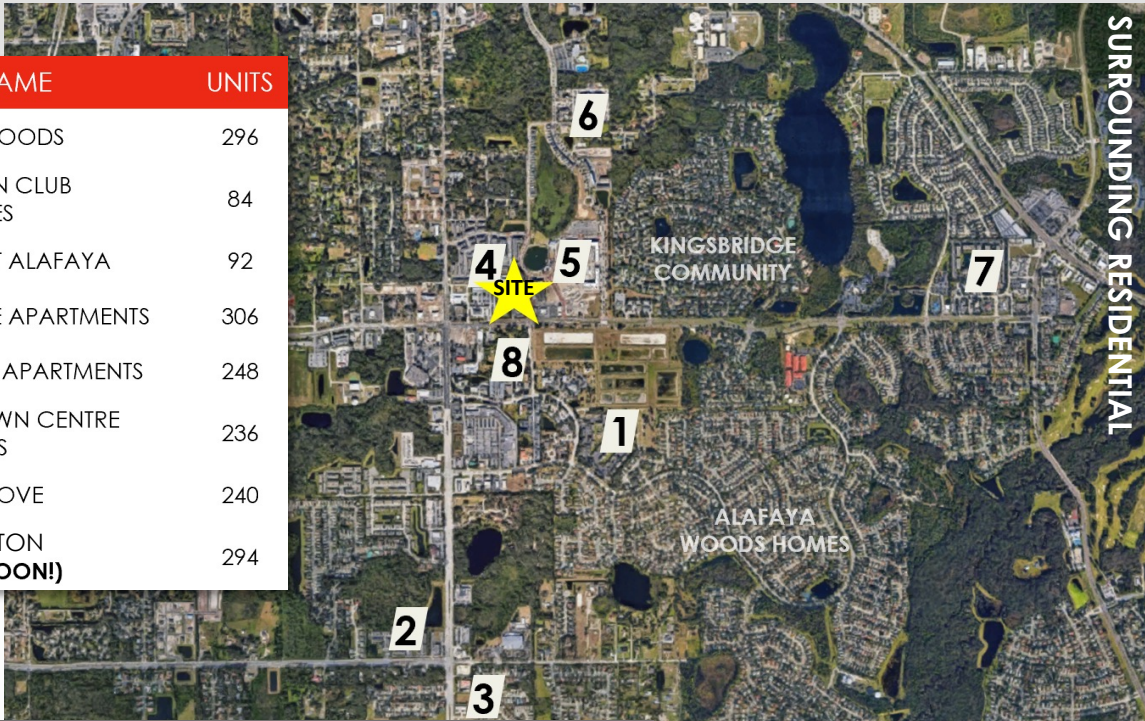 AME UNITS
OODS 296
N CLUB
ES 84
T ALAFAYA 92
E APARTMENTS 306
APARTMENTS 248
WN CENTRE
S 236
OVE 240
TON
OON!) 294
SURROUNDING RESIDENTIAL
6
4
5
SITE
KINGSBRIDGE
COMMUNITY
7
8
1
ALAFAYA
WOODS HOMES
2
3